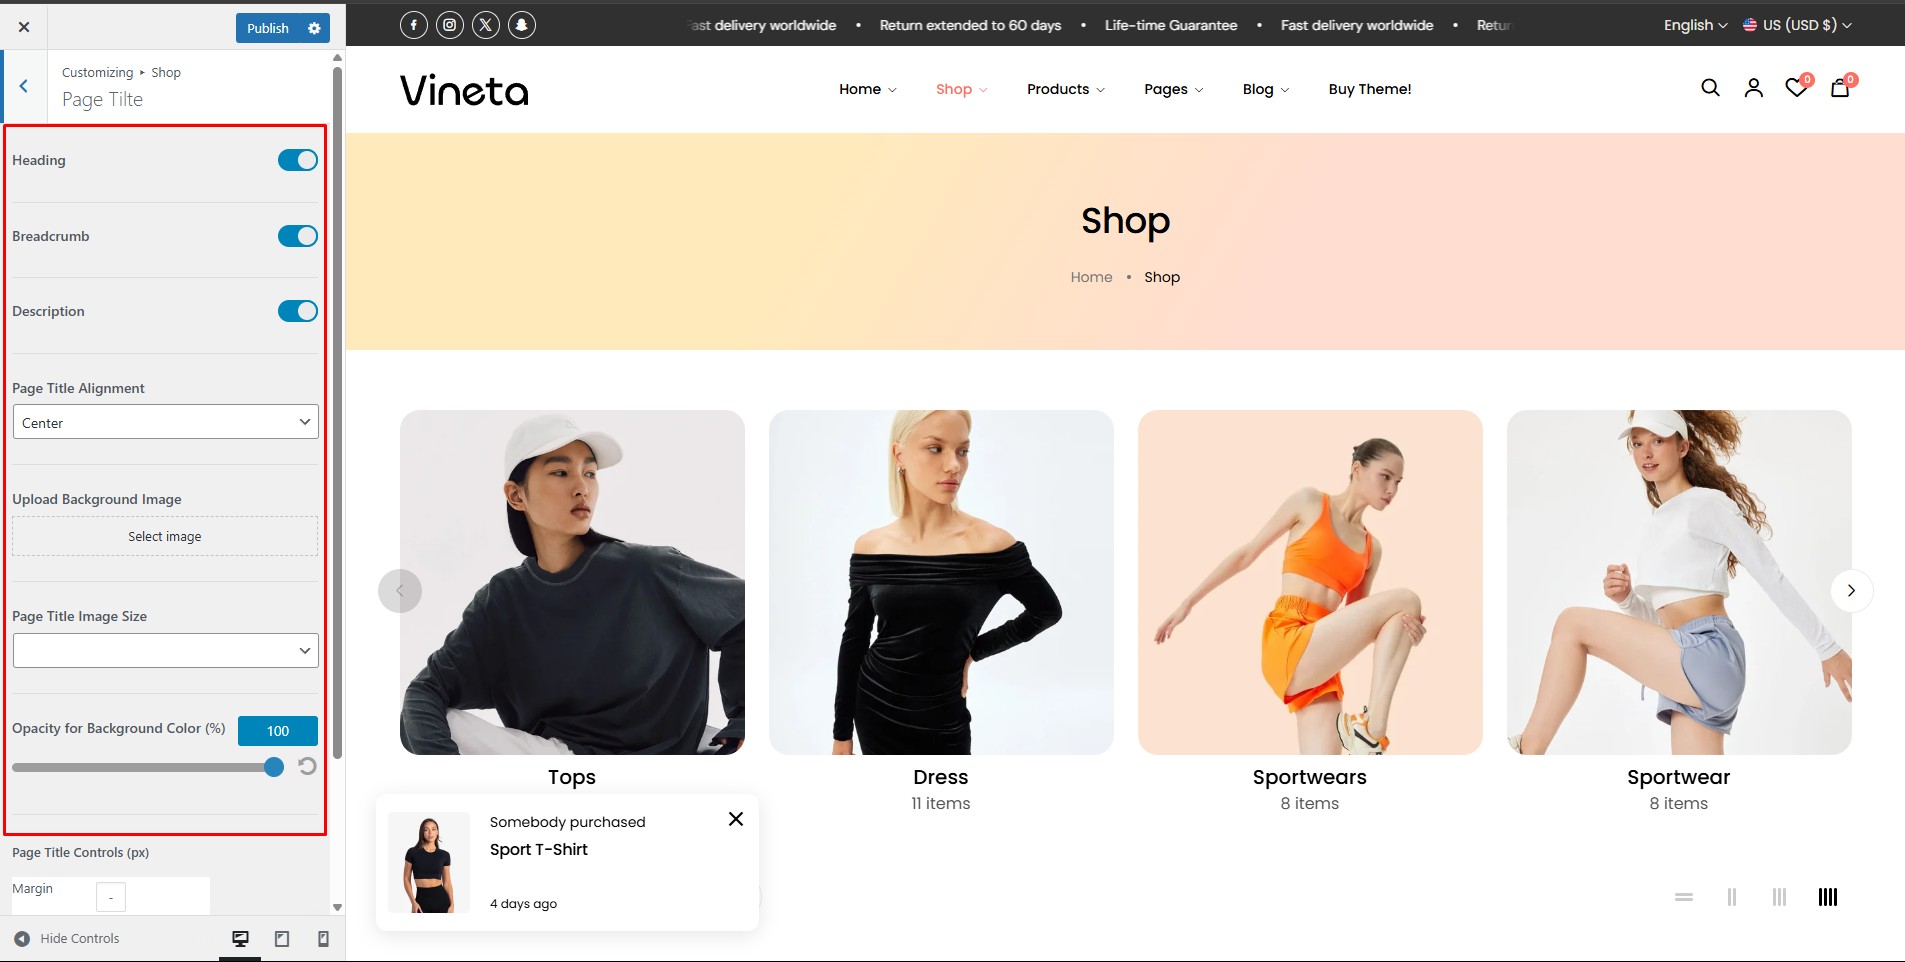 Publish
Customizing ▸ Shop
Page Tilte
Heading
Breadcrumb
Description
Page Title Alignment
Center
Upload Background Image
Select image
Page Title Image Size
Opacity for Background Color (%)
100
Page Title Controls (px)
Margin
-
Hide Controls
ast delivery worldwide • Return extended to 60 days • Life-time Guarantee • Fast delivery worldwide • Retur
English
US (USD $)
Vineta
Home
Shop
Products
Pages
Blog
Buy Theme!
0
0
Shop
Home • Shop
Tops
Dress
11 items
Sportwears
8 items
Sportwear
8 items
Somebody purchased
Sport T-Shirt
4 days ago